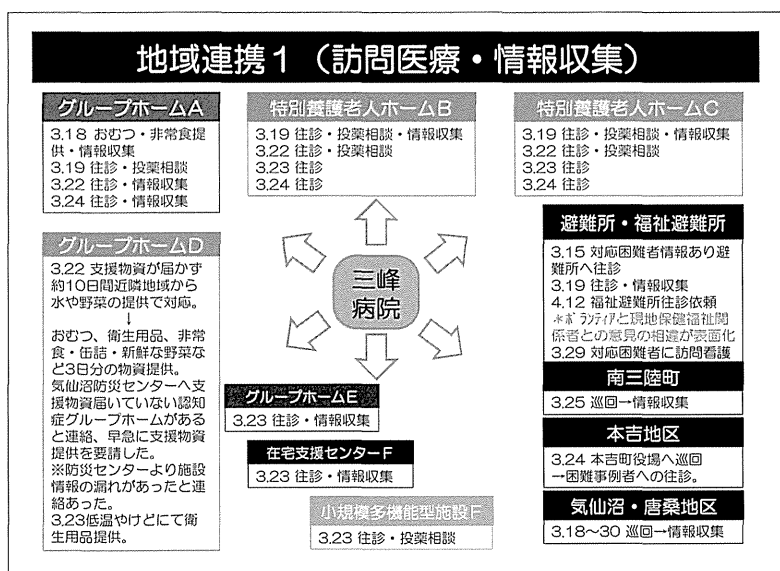 地域連携１（訪問医療・情報収集）
グループホームA
3.18 おむつ・非常食提
供・情報収集
3.19 往診・投薬相談
3.22 往診・情報収集
3.24 往診・情報収集
特別養護老人ホームB
3.19 往診・投薬相談・情報収集
3.22 往診・投薬相談
3.23 往診
3.24 往診
特別養護老人ホームC
3.19 往診・投薬相談・情報収集
3.22 往診・投薬相談
3.23 往診
3.24 往診
グループホームD
3.22 支援物資が届かず
約10日間近隣地域から
水や野菜の提供で対応。
↓
おむつ、衛生用品、非常
食・缶詰・新鮮な野菜な
ど3日分の物資提供。
気仙沼防災センターへ支
援物資届いていない認知
症グループホームがある
と連絡、早急に支援物資
提供を要請した。
※防災センターより施設
情報の漏れがあったと連
絡あった。
3.23低温やけどにて衛
生用品提供。
三峰
病院
グループホームE
3.23 往診・情報収集
在宅支援センターF
3.23 往診・情報収集
小規模多機能型施設F
3.23 往診・投薬相談
避難所・福祉避難所
3.15 対応困難者情報あり避
難所へ往診
3.19 往診・情報収集
4.12 福祉避難所往診依頼
＊ボランティアと現地保健福祉関
係者との意見の相違が表面化
3.29 対応困難者に訪問看護
南三陸町
3.25 巡回→情報収集
本吉地区
3.24 本吉町役場へ巡回
→困難事例者への往診。
気仙沼・唐桑地区
3.18～30 巡回→情報収集